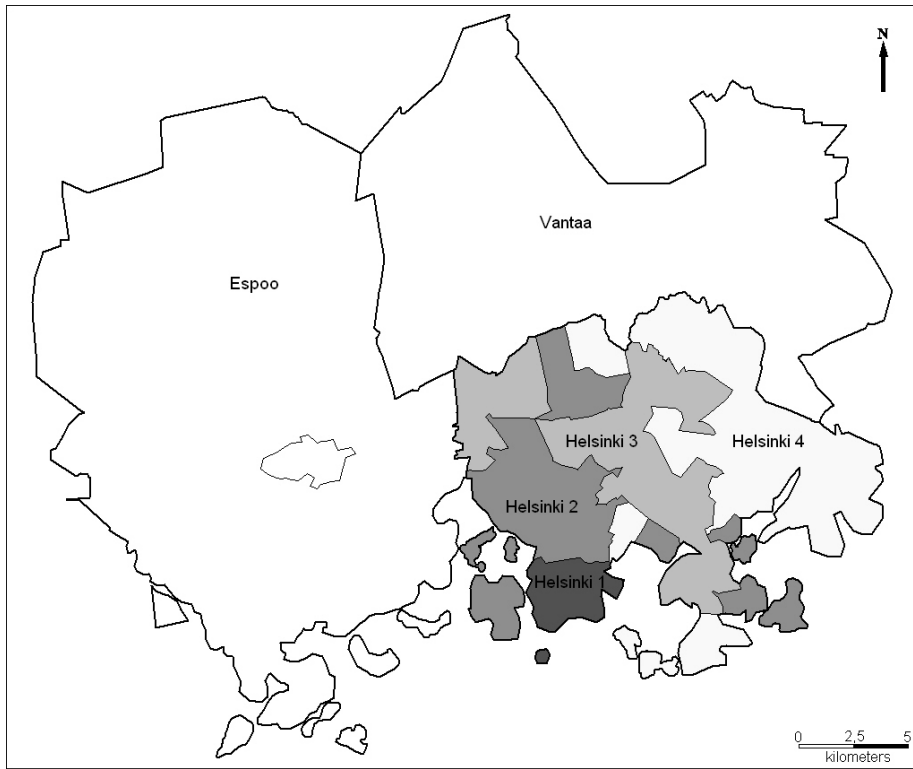 N
Vantaa
Espoo
Helsinki 3
Helsinki 4
Helsinki 2
Helsinki 1
0 2,5 5
kilometers